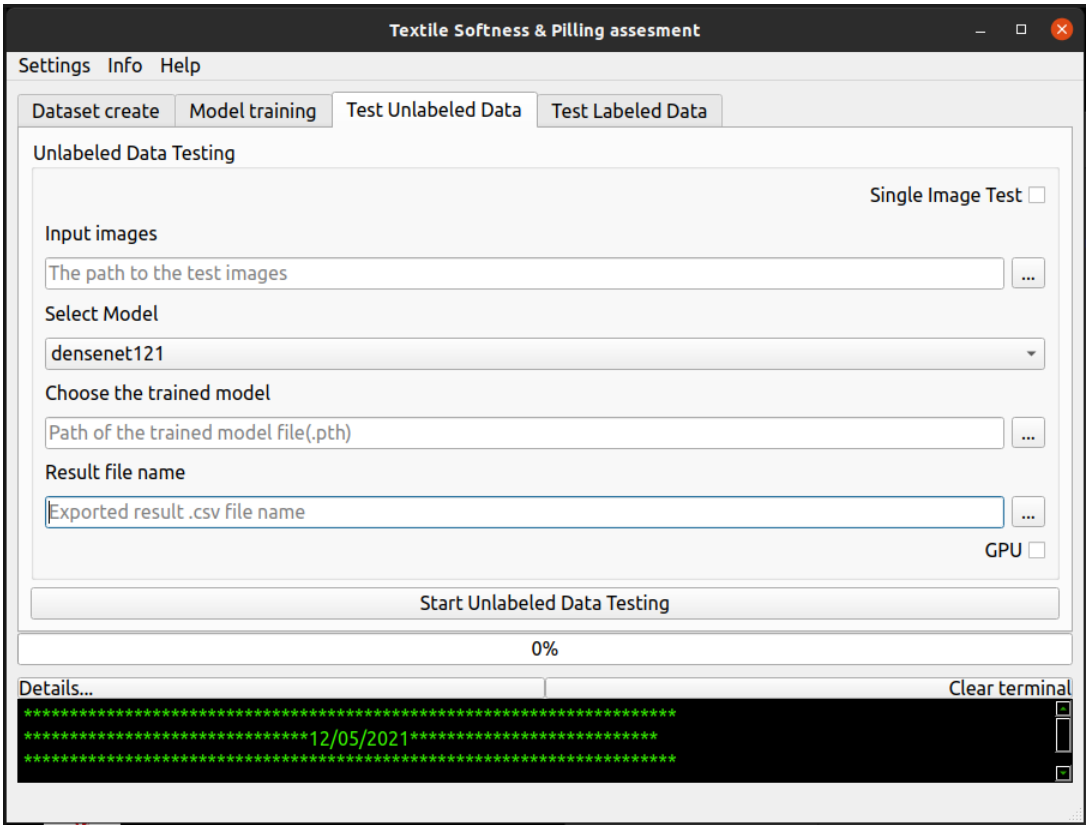 Textile Softness & Pilling assesment
Settings Info Help
Dataset create Model training Test Unlabeled Data Test Labeled Data
Unlabeled Data Testing
Single Image Test
Input images
The path to the test images ...
Select Model
densenet121
Choose the trained model
Path of the trained model file(.pth) ...
Result file name
Exported result .csv file name ...
GPU
Start Unlabeled Data Testing
0%
Details... Clear terminal
***********************************************************************
*******************************12/05/2021***************************
***********************************************************************